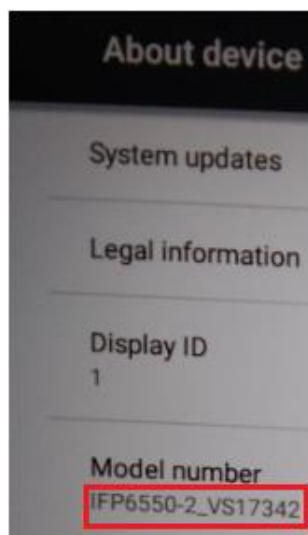 About device
System updates
Legal information
Display ID
1
Model number
IFP6550-2_VS17342